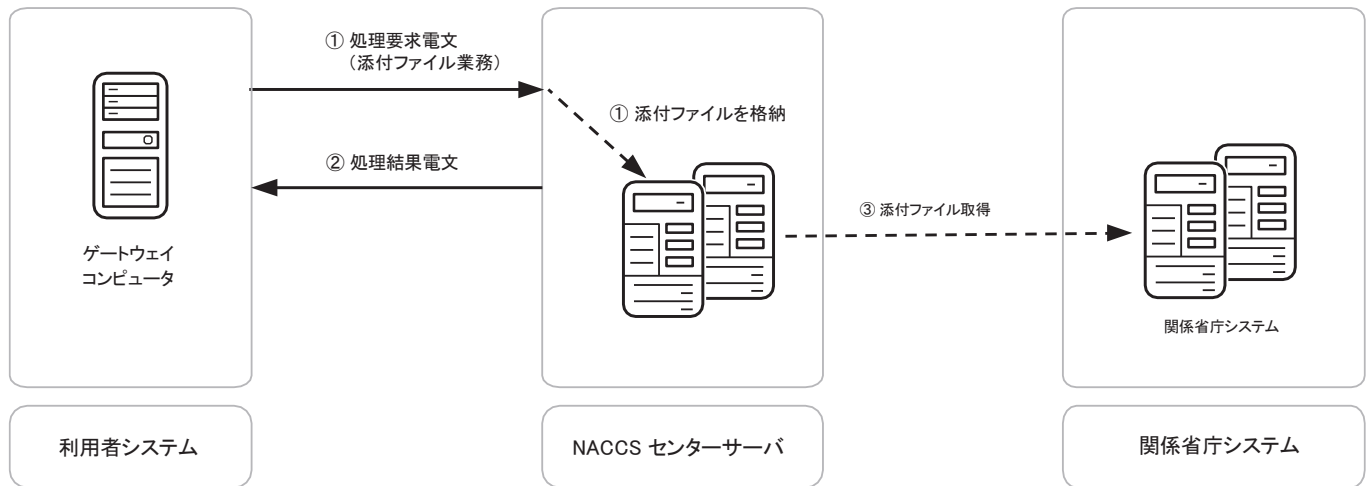 ① 処理要求電文
（添付ファイル業務）
① 添付ファイルを格納
② 処理結果電文
③ 添付ファイル取得
ゲートウェイ
コンピュータ
関係省庁システム
利用者システム
NACCS センターサーバ
関係省庁システム